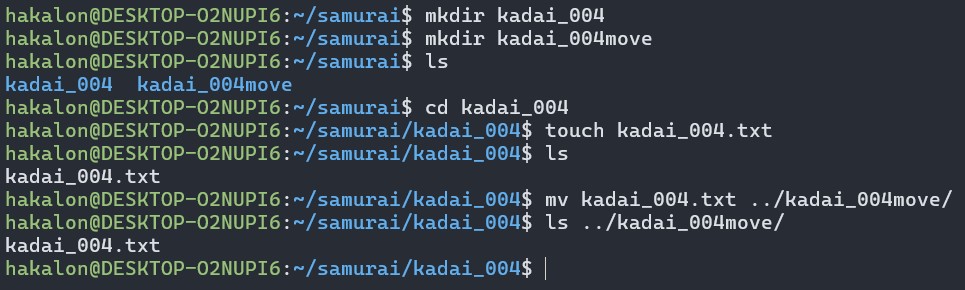 hakalon@DESKTOP-O2NUPI6:~/samurai$ mkdir kadai_004
hakalon@DESKTOP-O2NUPI6:~/samurai$ mkdir kadai_004move
hakalon@DESKTOP-O2NUPI6:~/samurai$ ls
kadai_004  kadai_004move
hakalon@DESKTOP-O2NUPI6:~/samurai$ cd kadai_004
hakalon@DESKTOP-O2NUPI6:~/samurai/kadai_004$ touch kadai_004.txt
hakalon@DESKTOP-O2NUPI6:~/samurai/kadai_004$ ls
kadai_004.txt
hakalon@DESKTOP-O2NUPI6:~/samurai/kadai_004$ mv kadai_004.txt ../kadai_004move/
hakalon@DESKTOP-O2NUPI6:~/samurai/kadai_004$ ls ../kadai_004move/
kadai_004.txt
hakalon@DESKTOP-O2NUPI6:~/samurai/kadai_004$